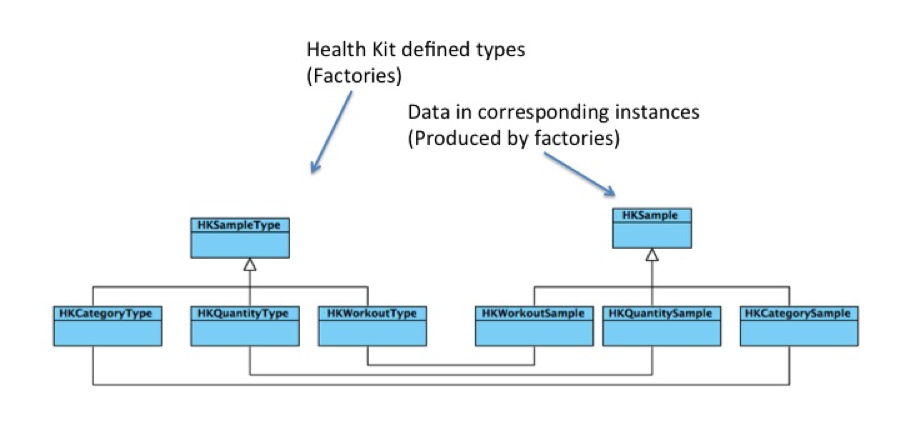 Health Kit defined types
(Factories)
Data in corresponding instances
(Produced by factories)
HKSampleType
HKSample
HKCategoryType
HKQuantityType
HKWorkoutType
HKWorkoutSample
HKQuantitySample
HKCategorySample